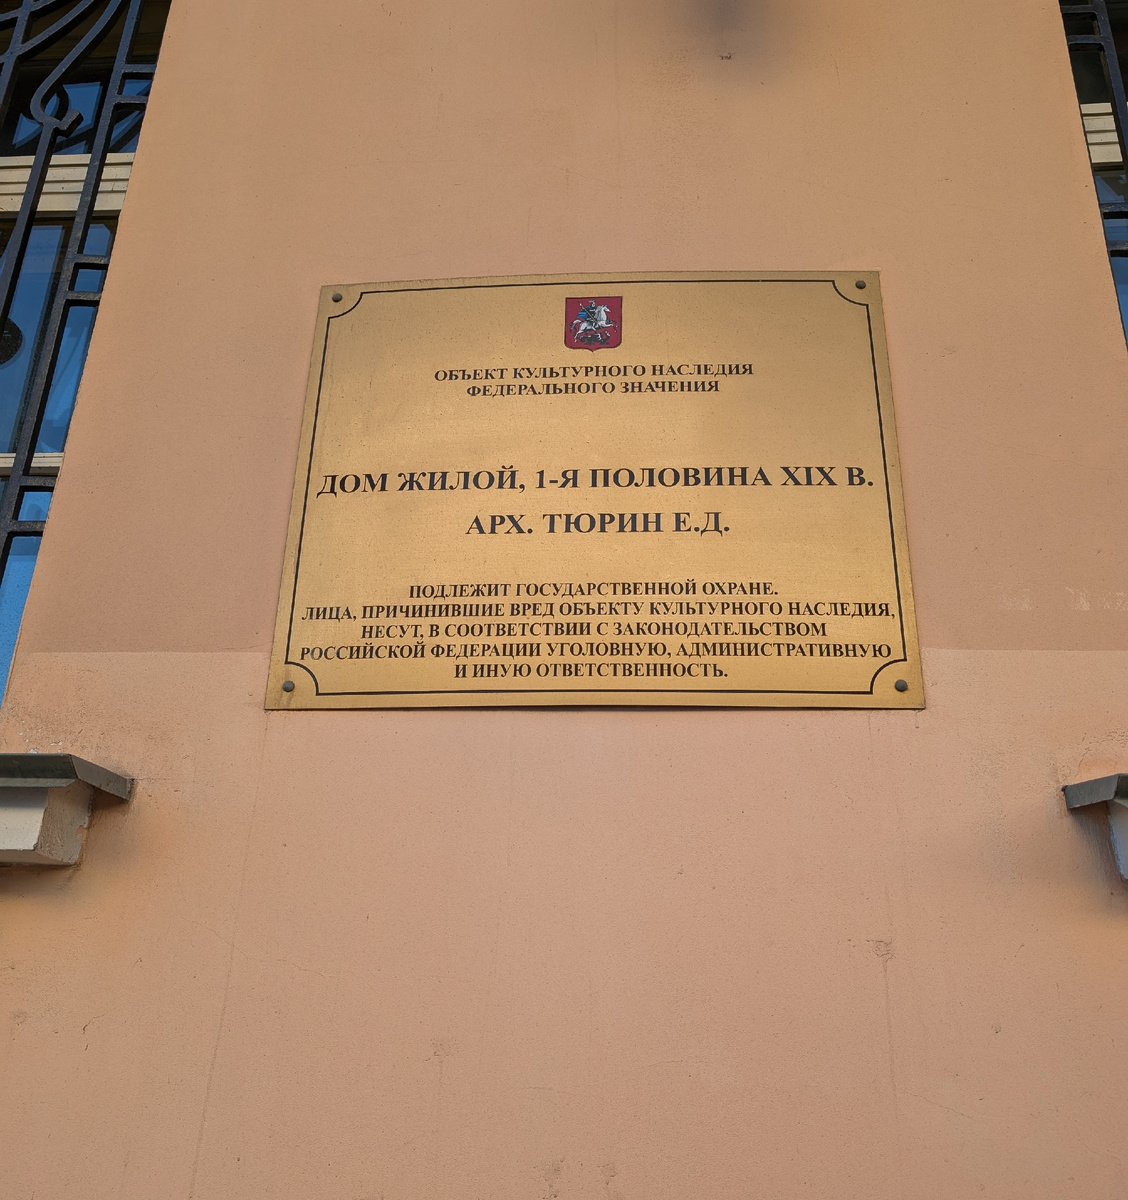 ОБЪЕКТ КУЛЬТУРНОГО НАСЛЕДИЯ
ФЕДЕРАЛЬНОГО ЗНАЧЕНИЯ
ДОМ ЖИЛОЙ, 1-Я ПОЛОВИНА XIX В.
АРХ. ТЮРИН Е.Д.
ПОДЛЕЖИТ ГОСУДАРСТВЕННОЙ ОХРАНЕ.
ЛИЦА, ПРИЧИНИВШИЕ ВРЕД ОБЪЕКТУ КУЛЬТУРНОГО НАСЛЕДИЯ,
НЕСУТ, В СООТВЕТСТВИИ С ЗАКОНОДАТЕЛЬСТВОМ
РОССИЙСКОЙ ФЕДЕРАЦИИ УГОЛОВНУЮ, АДМИНИСТРАТИВНУЮ
И ИНУЮ ОТВЕТСТВЕННОСТЬ.